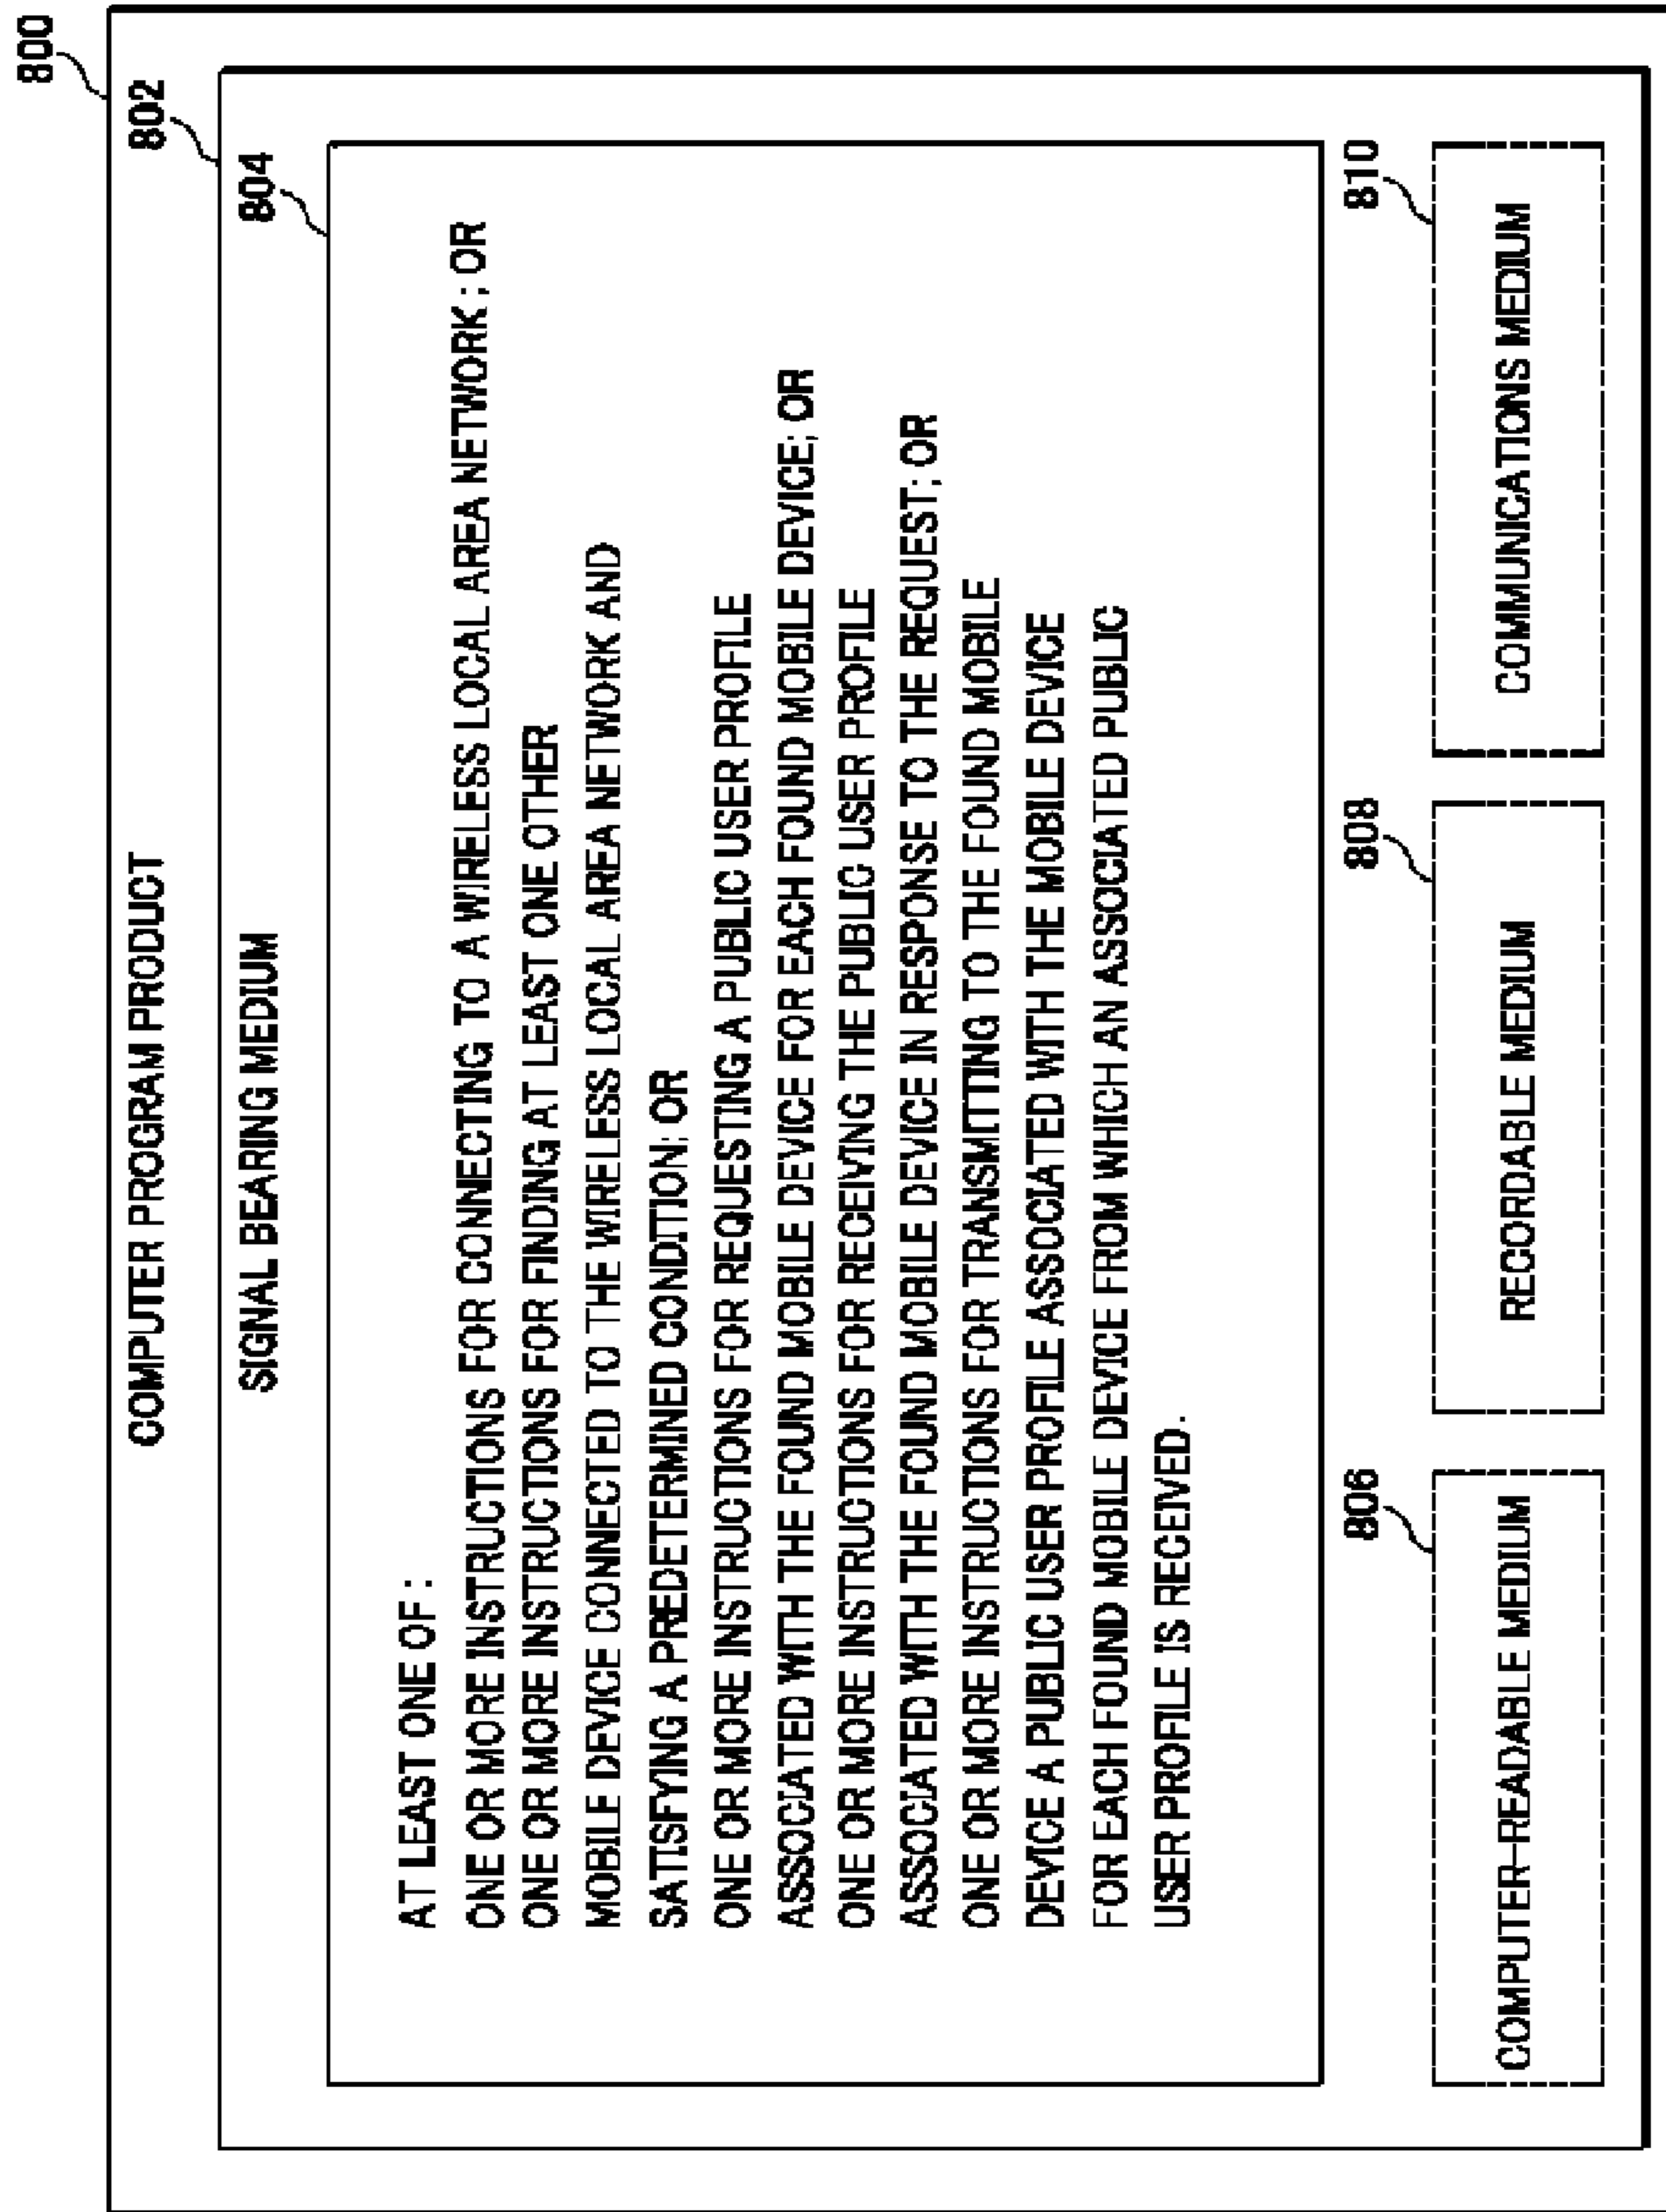 800
COMPUTER PROGRAM PRODUCT
802
SIGNAL BEARING MEDIUM
804
AT LEAST ONE OF :
ONE OR MORE INSTRUCTIONS FOR CONNECTING TO A WIRELESS LOCAL AREA NETWORK ; OR
ONE OR MORE INSTRUCTIONS FOR FINDING AT LEAST ONE OTHER
MOBILE DEVICE CONNECTED TO THE WIRELESS LOCAL AREA NETWORK AND
SATISFYING A PREDETERMINED CONDITION; OR
ONE OR MORE INSTRUCTIONS FOR REQUESTING A PUBLIC USER PROFILE
ASSOCIATED WITH THE FOUND MOBILE DEVICE FOR EACH FOUND MOBILE DEVICE; OR
ONE OR MORE INSTRUCTIONS FOR RECEIVING THE PUBLIC USER PROFILE
ASSOCIATED WITH THE FOUND MOBILE DEVICE IN RESPONSE TO THE REQUEST; OR
ONE OR MORE INSTRUCTIONS FOR TRANSMITTING TO THE FOUND MOBILE
DEVICE A PUBLIC USER PROFILE ASSOCIATED WITH THE MOBILE DEVICE
FOR EACH FOUND MOBILE DEVICE FROM WHICH AN ASSOCIATED PUBLIC
USER PROFILE IS RECEIVED.
806
COMPUTER-READABLE MEDIUM
808
RECORDABLE MEDIUM
810
COMMUNICATIONS MEDIUM